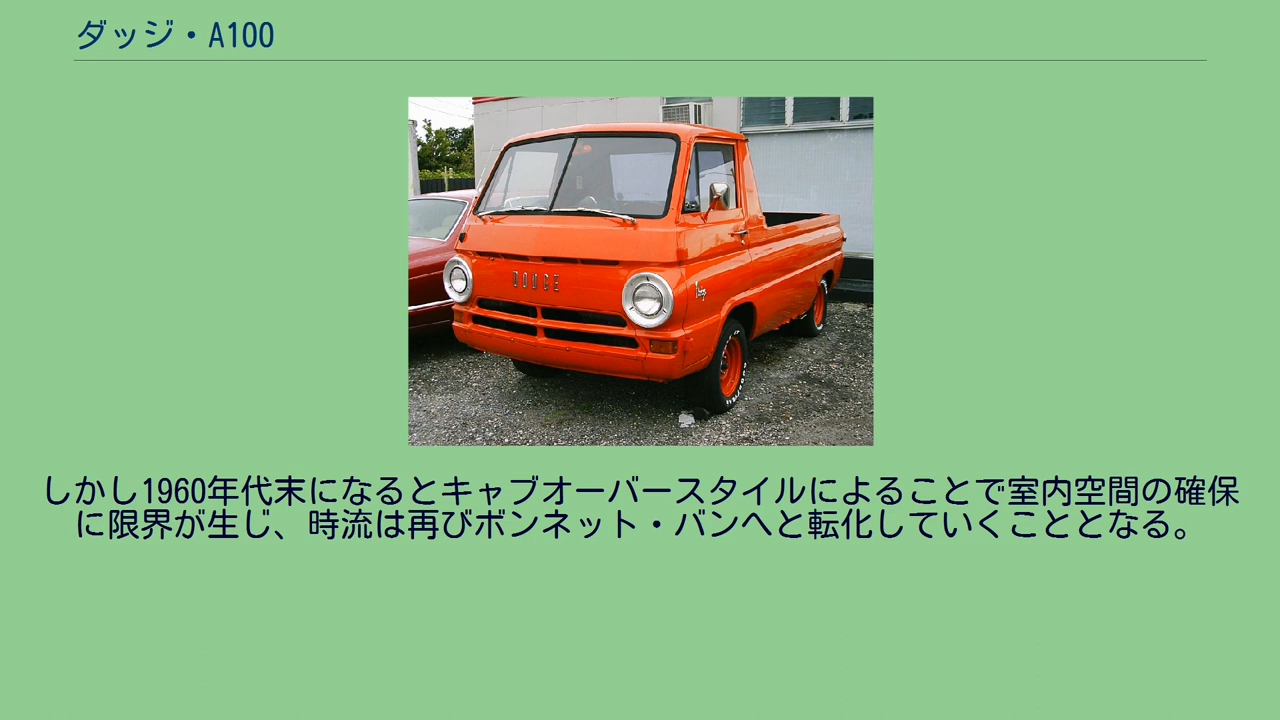 ダッジ・A100
DODGE
しかし1960年代末になるとキャブオーバースタイルによることで室内空間の確保
に限界が生じ、時流は再びボンネット・バンへと転化していくこととなる。